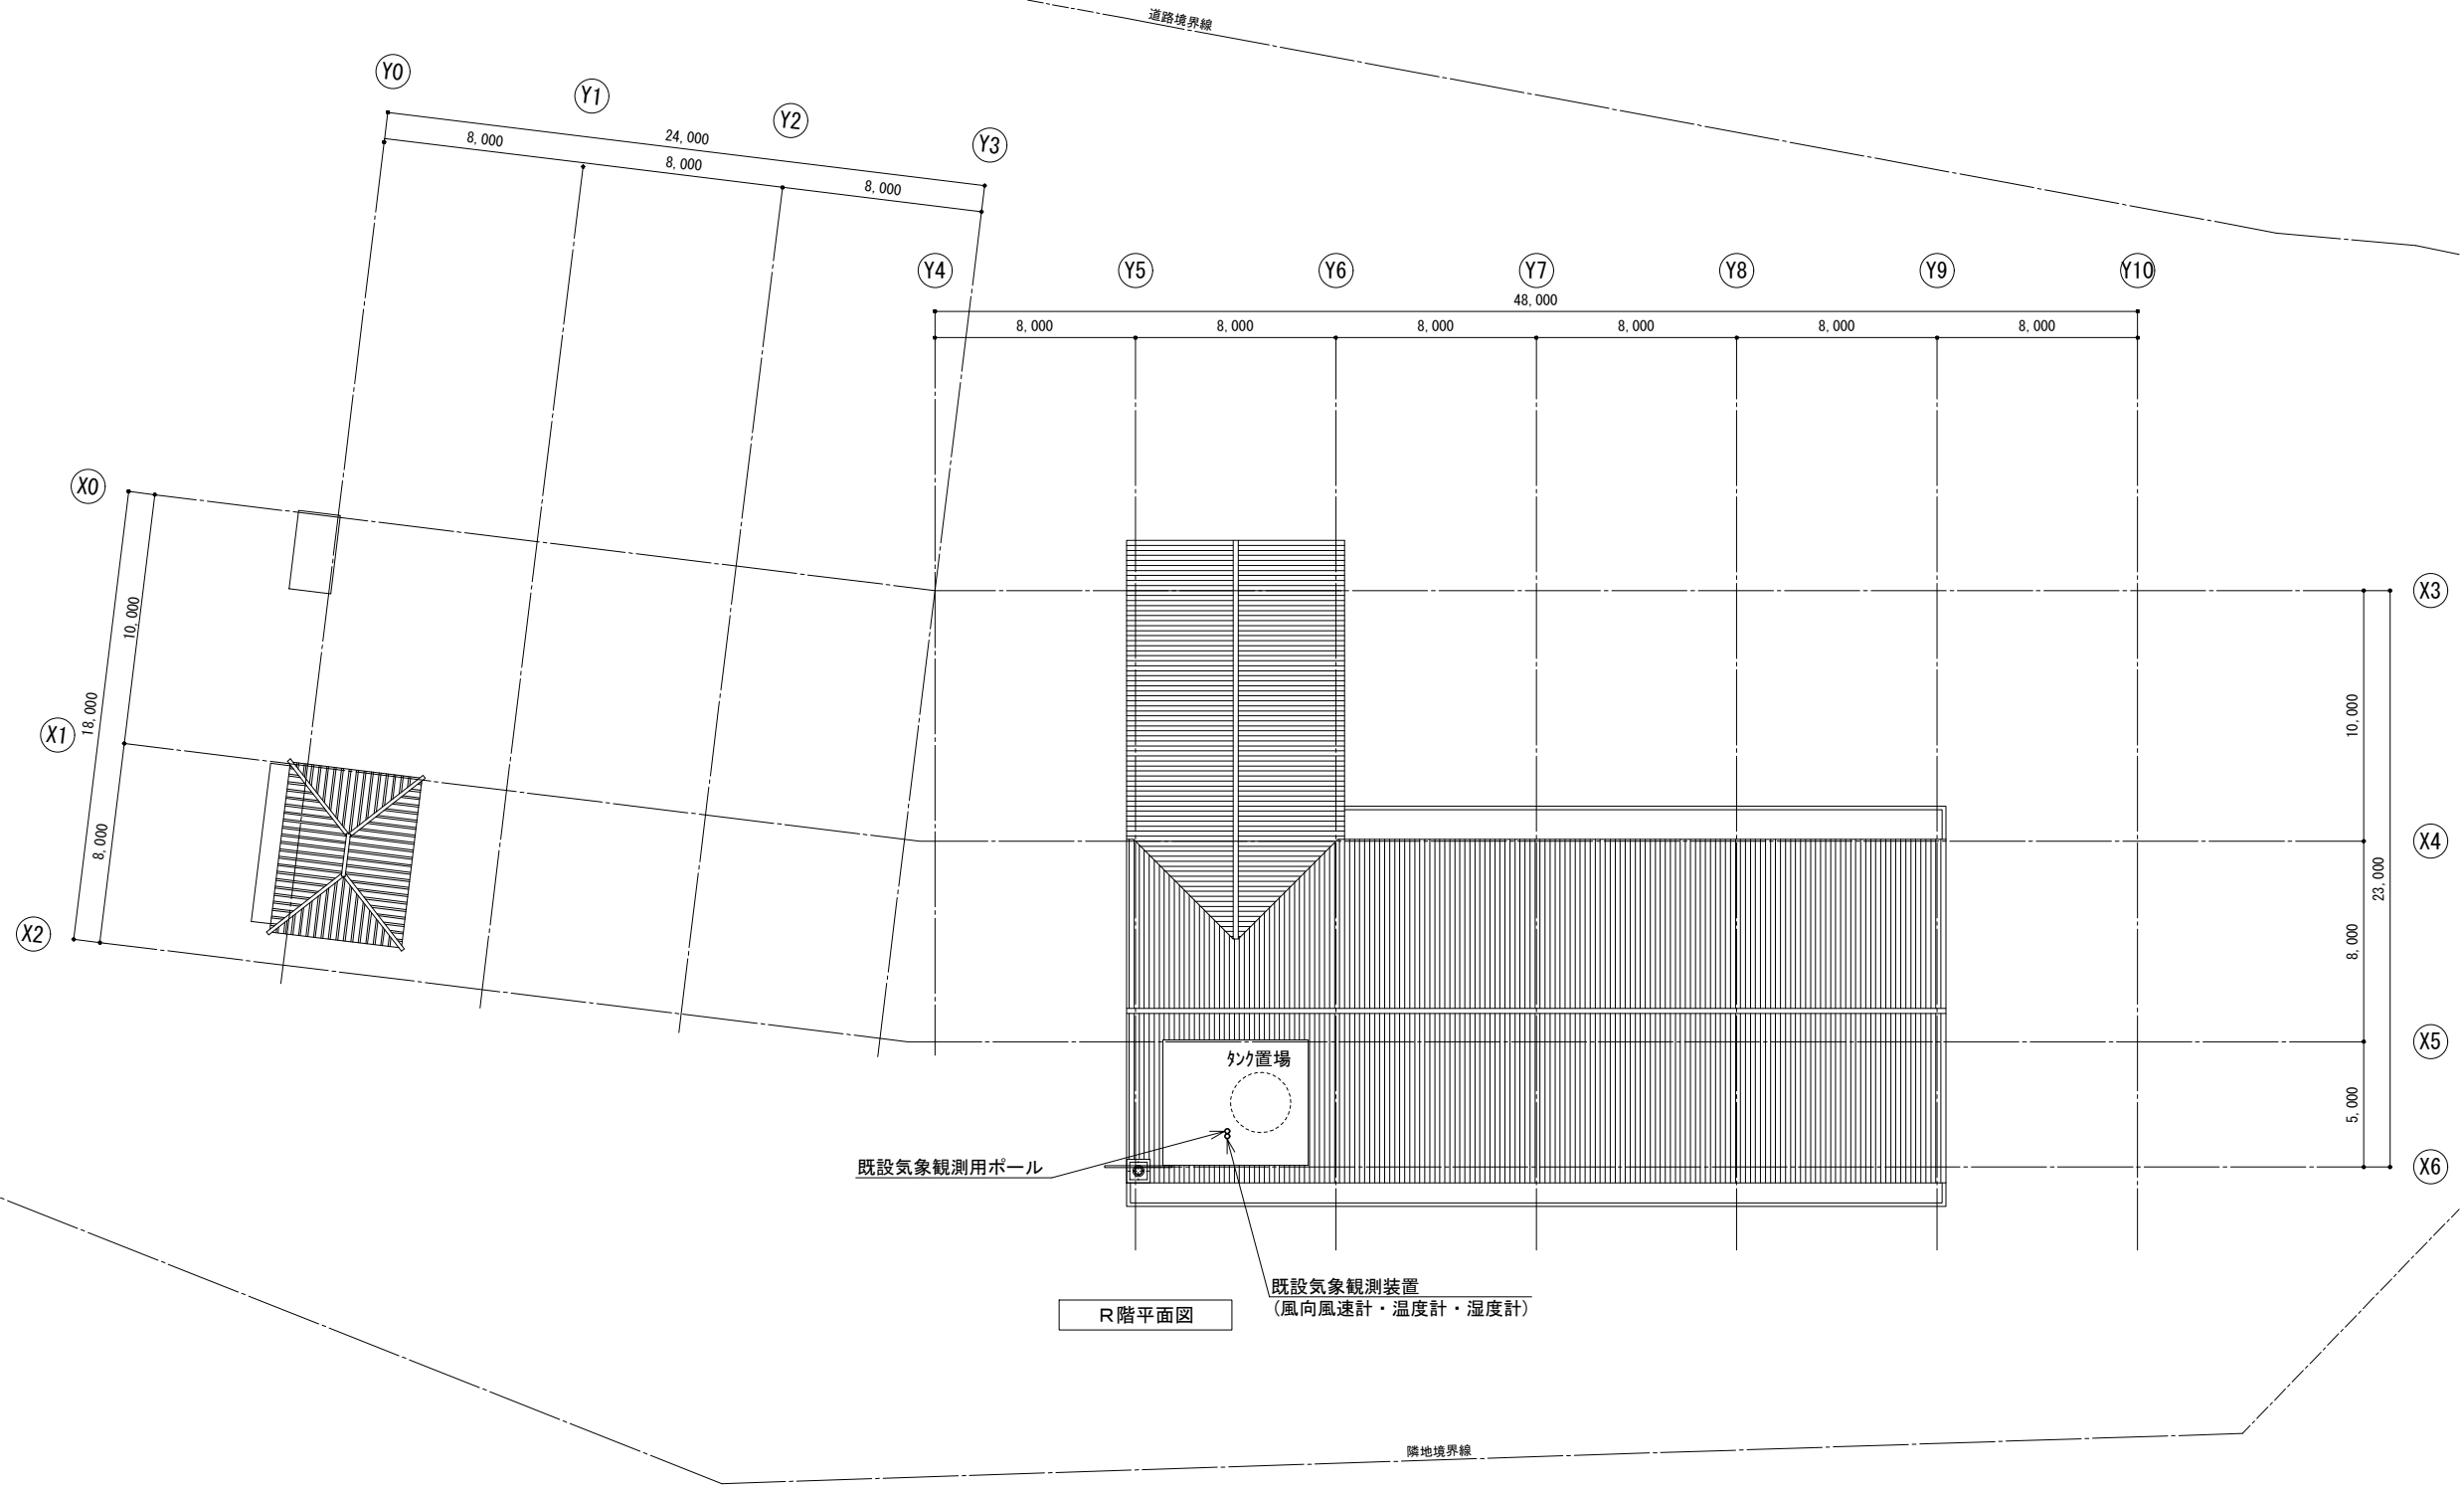 道路境界線
Y0
Y1
Y2
Y3
24,000
8,000
8,000
8,000
Y4
Y5
Y6
Y7
Y8
Y9
Y10
48,000
8,000
8,000
8,000
8,000
8,000
8,000
X0
X1
X2
10,000
18,000
8,000
X3
X4
X5
X6
10,000
8,000
23,000
5,000
ﾀﾝｸ置場
既設気象観測用ポール
既設気象観測装置
(風向風速計・温度計・湿度計)
Ｒ階平面図
隣地境界線